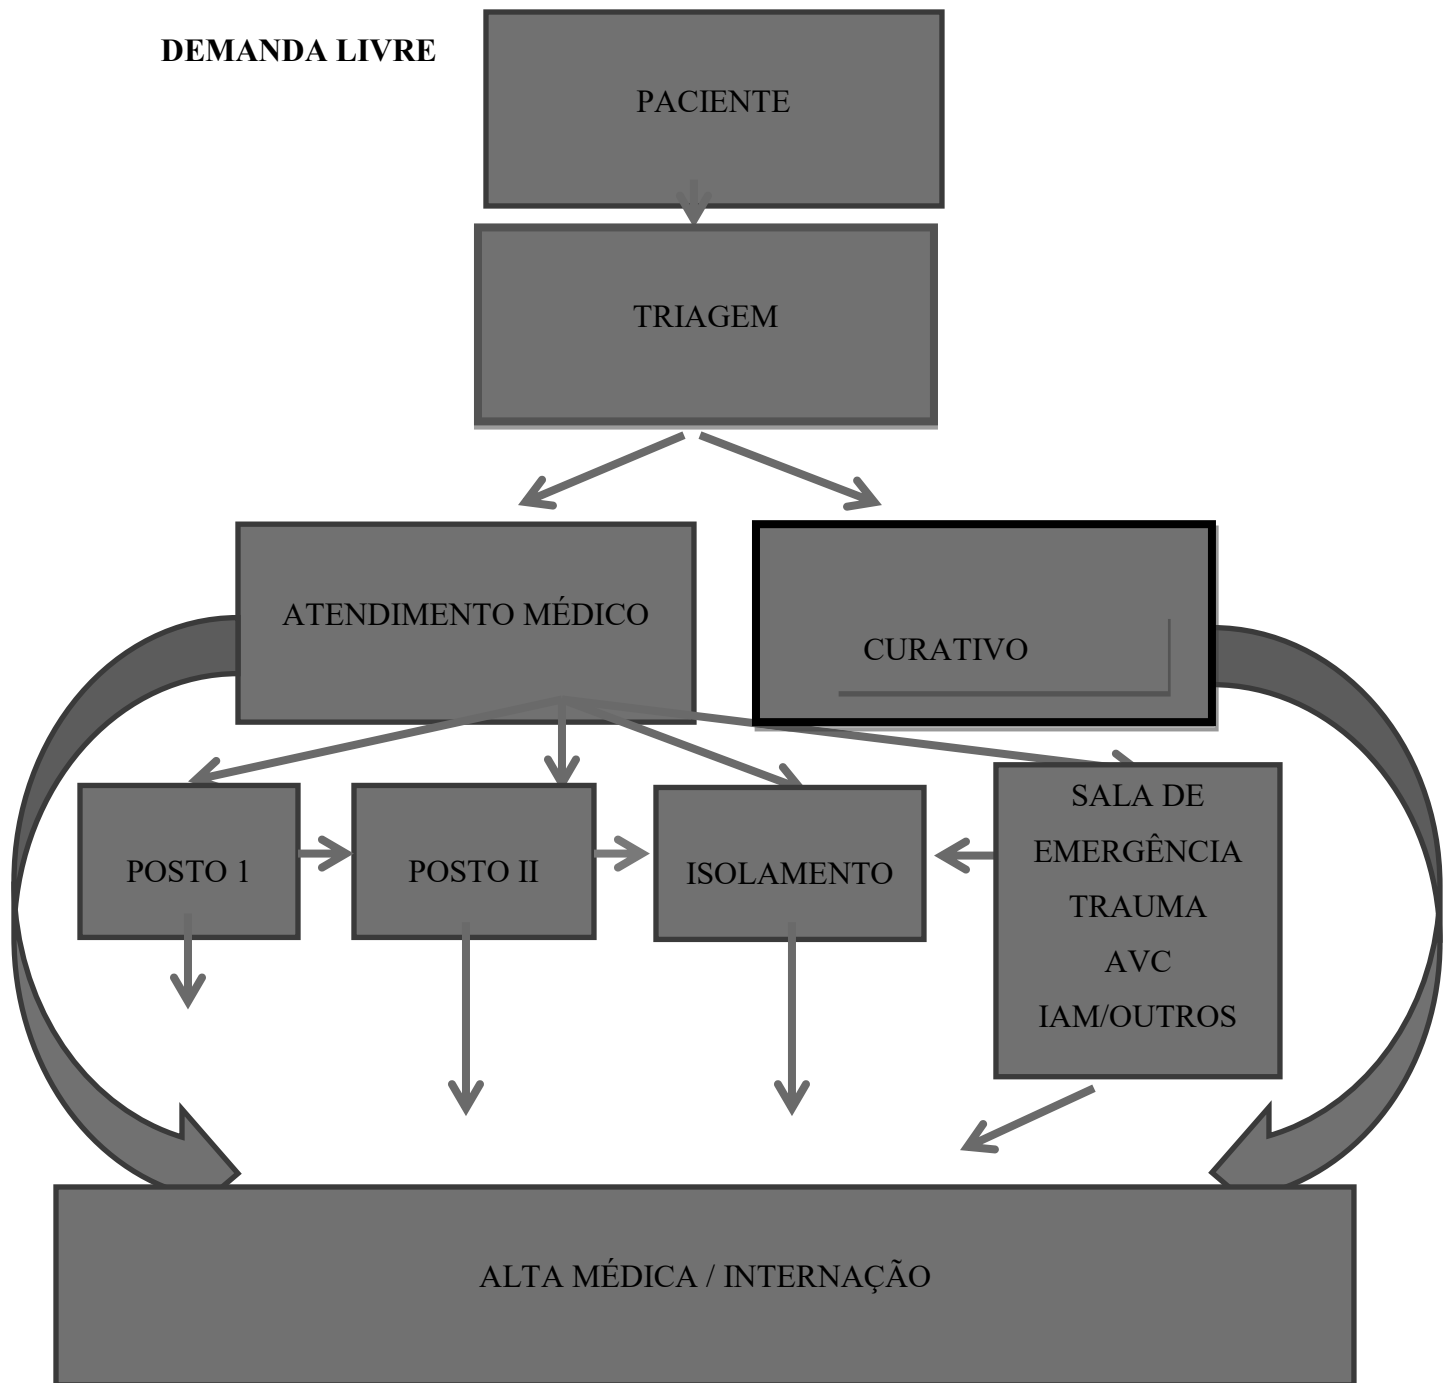 DEMANDA LIVRE
PACIENTE
TRIAGEM
ATENDIMENTO MÉDICO
CURATIVO
POSTO 1
POSTO II
ISOLAMENTO
SALA DE
EMERGÊNCIA
TRAUMA
AVC
IAM/OUTROS
ALTA MÉDICA / INTERNAÇÃO